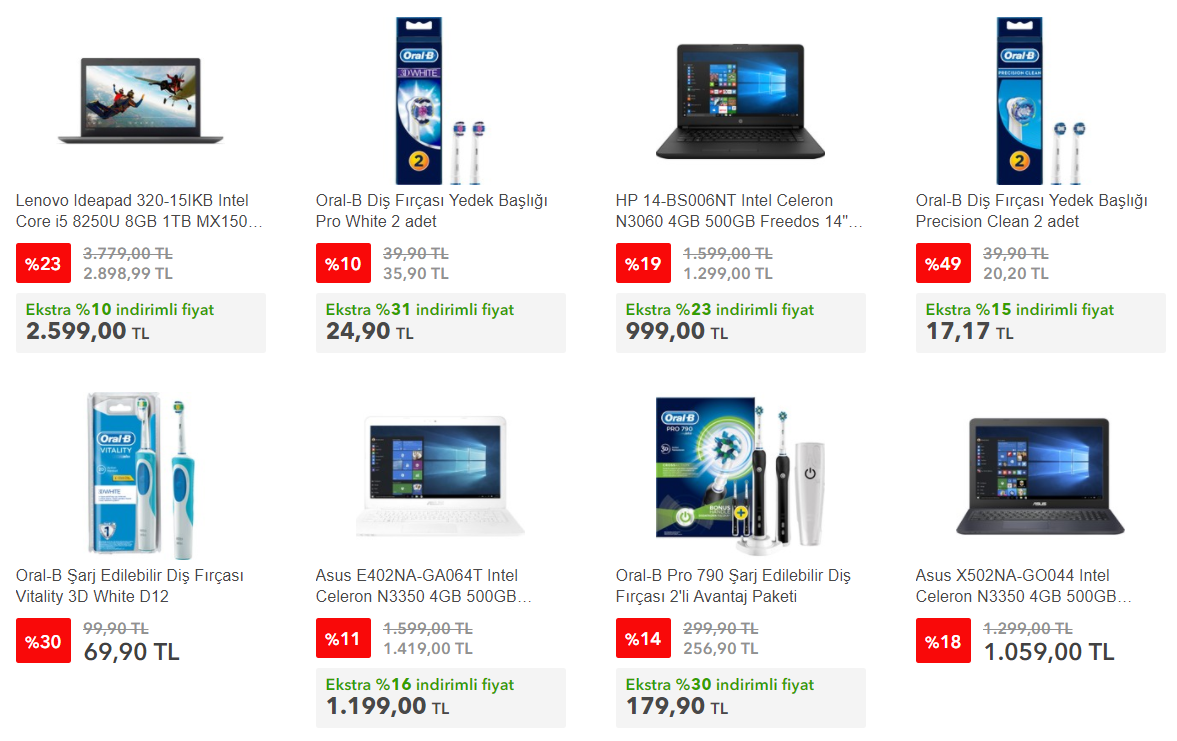 Oral-B
3D WHITE
2
Oral-B
PRECISION CLEAN
2
Lenovo Ideapad 320-15IKB Intel
Core i5 8250U 8GB 1TB MX150…
%23
3.779,00 TL
2.898,99 TL
Ekstra %10 indirimli fiyat
2.599,00 TL
Oral-B Diş Fırçası Yedek Başlığı
Pro White 2 adet
%10
39,90 TL
35,90 TL
Ekstra %31 indirimli fiyat
24,90 TL
HP 14-BS006NT Intel Celeron
N3060 4GB 500GB Freedos 14"…
%19
1.599,00 TL
1.299,00 TL
Ekstra %23 indirimli fiyat
999,00 TL
Oral-B Diş Fırçası Yedek Başlığı
Precision Clean 2 adet
%49
39,90 TL
20,20 TL
Ekstra %15 indirimli fiyat
17,17 TL
Oral-B
VITALITY
3D WHITE
Oral-B
PRO 790
BONUS
ASUS
Oral-B Şarj Edilebilir Diş Fırçası
Vitality 3D White D12
%30
99,90 TL
69,90 TL
Asus E402NA-GA064T Intel
Celeron N3350 4GB 500GB…
%11
1.599,00 TL
1.419,00 TL
Ekstra %16 indirimli fiyat
1.199,00 TL
Oral-B Pro 790 Şarj Edilebilir Diş
Fırçası 2'li Avantaj Paketi
%14
299,90 TL
256,90 TL
Ekstra %30 indirimli fiyat
179,90 TL
Asus X502NA-GO044 Intel
Celeron N3350 4GB 500GB…
%18
1.299,00 TL
1.059,00 TL